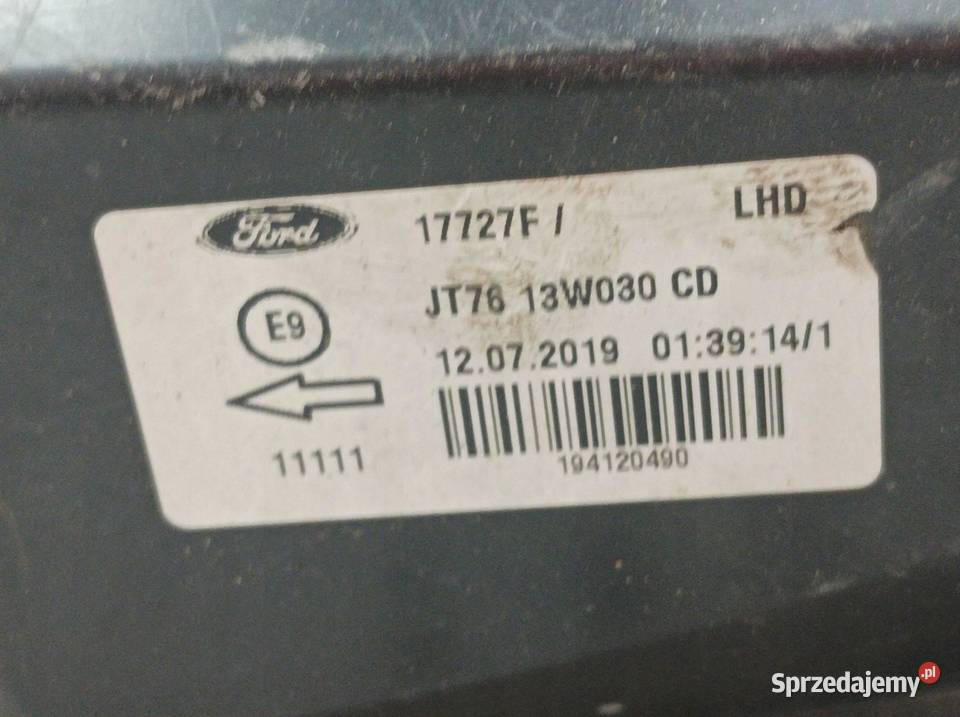 Ford
17727F /
LHD
JT76 13W030 CD
E9
12.07.2019 01:39:14/1
11111
194120490
Sprzedajemy.pl